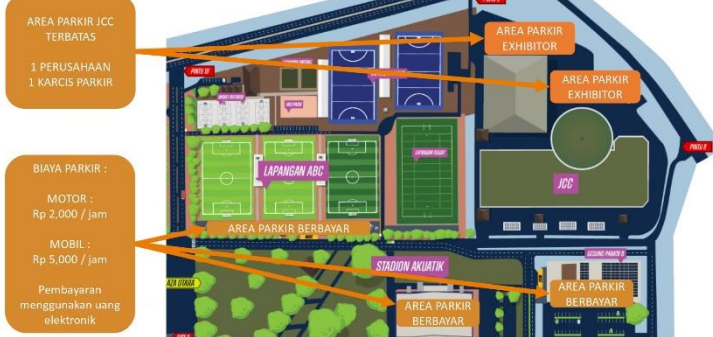 AREA PARKIR JCC
TERBATAS
1 PERUSAHAAN
1 KARCIS PARKIR
BIAYA PARKIR :
MOTOR :
Rp 2,000 / jam
MOBIL :
Rp 5,000 / jam
Pembayaran
menggunakan uang
elektronik
AREA PARKIR
EXHIBITOR
AREA PARKIR
EXHIBITOR
PINTU 10
LAPANGAN ABC
JCC
AREA PARKIR BERBAYAR
STADION AKUATIK
AZA UTARA
AREA PARKIR
BERBAYAR
AREA PARKIR
BERBAYAR